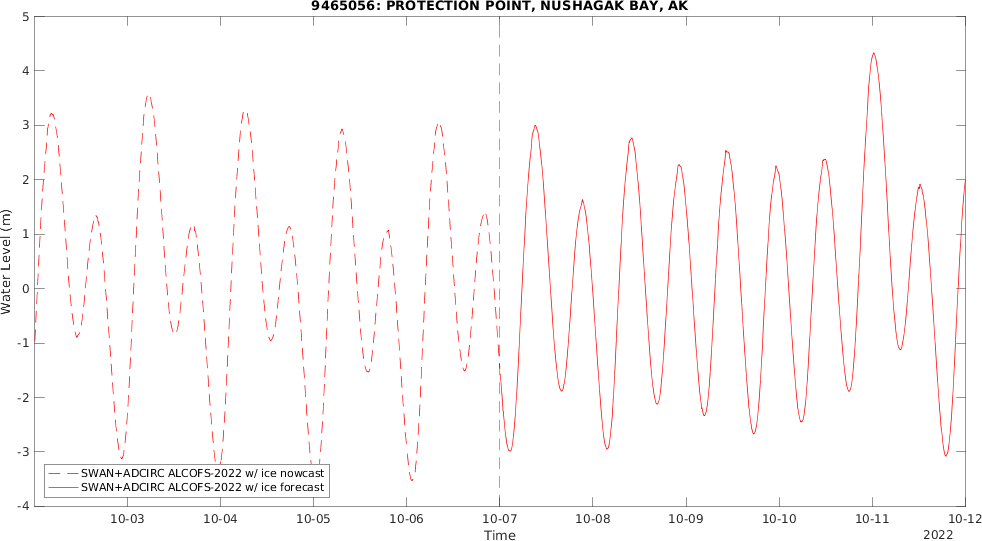 9465056: PROTECTION POINT, NUSHAGAK BAY, AK
5
4
3
2
1
0
-1
-2
-3
-4
Water Level (m)
SWAN+ADCIRC ALCOFS-2022 w/ ice nowcast
SWAN+ADCIRC ALCOFS-2022 w/ ice forecast
10-03 10-04 10-05 10-06 10-07 10-08 10-09 10-10 10-11 10-12
Time
2022